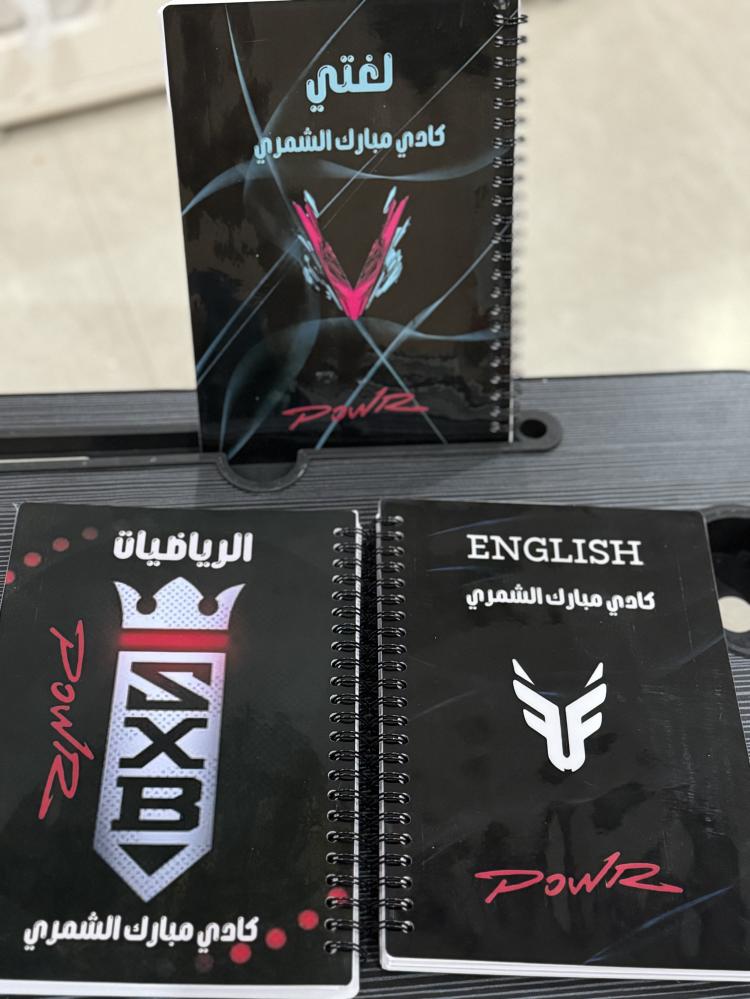 لغتي
كادي مبارك الشمري
POWR
الرياضيات
SXB
POWR
كادي مبارك الشمري
ENGLISH
كادي مبارك الشمري
POWR